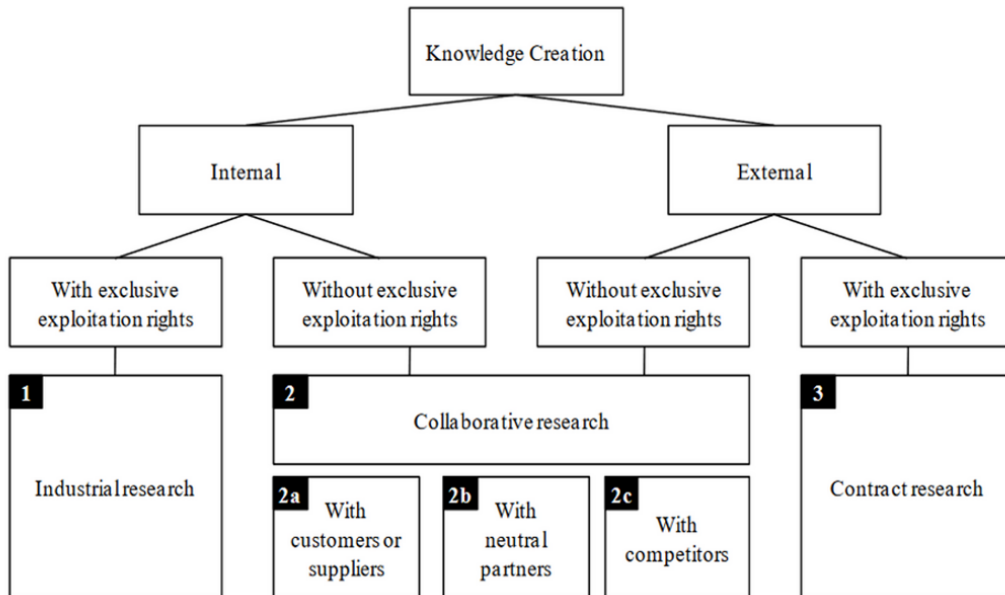 Knowledge Creation
Internal
External
With exclusive
exploitation rights
Without exclusive
exploitation rights
Without exclusive
exploitation rights
With exclusive
exploitation rights
1
Industrial research
2
Collaborative research
2a
With
customers or
suppliers
2b
With
neutral
partners
2c
With
competitors
3
Contract research